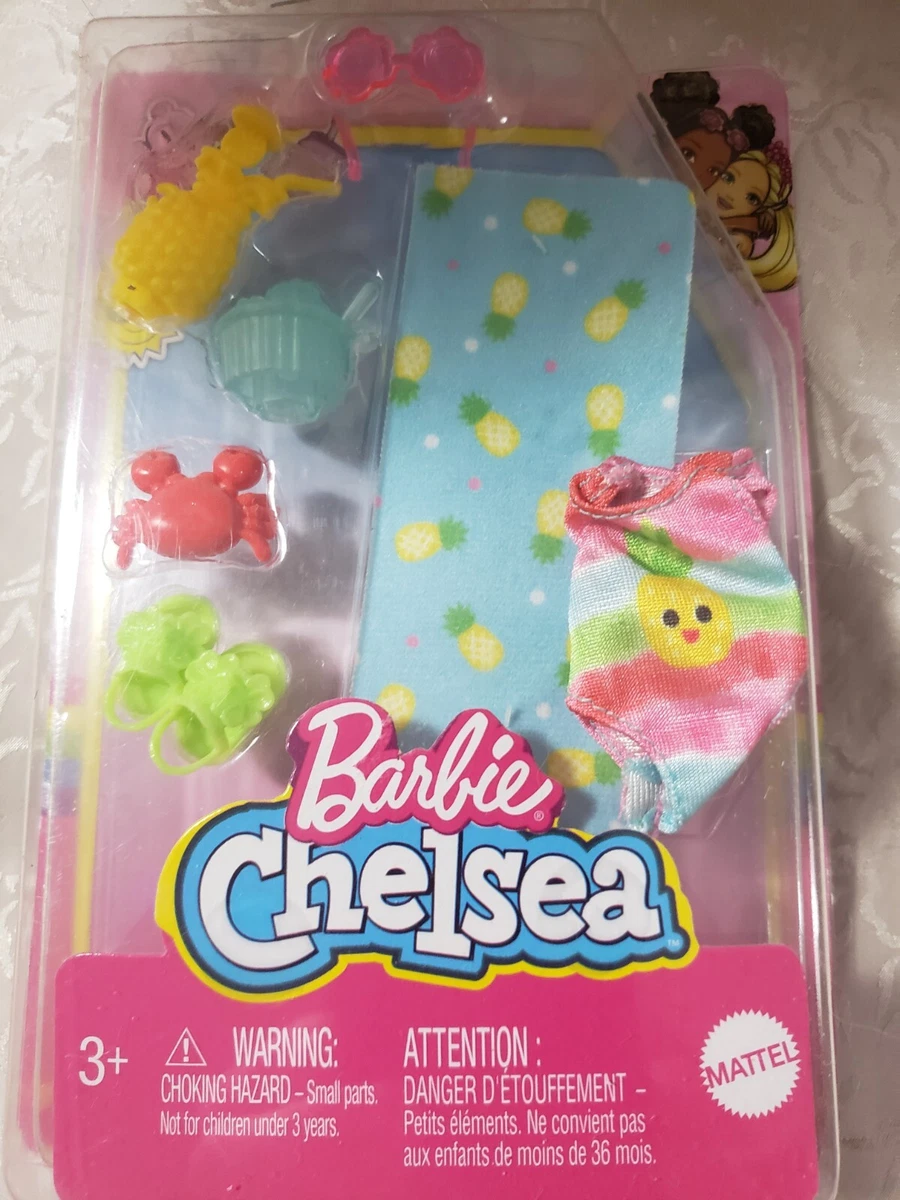 Barbie®
Chelsea™
3+
WARNING:
CHOKING HAZARD – Small parts.
Not for children under 3 years.
ATTENTION :
DANGER D'ÉTOUFFEMENT –
Petits éléments. Ne convient pas
aux enfants de moins de 36 mois.
MATTEL